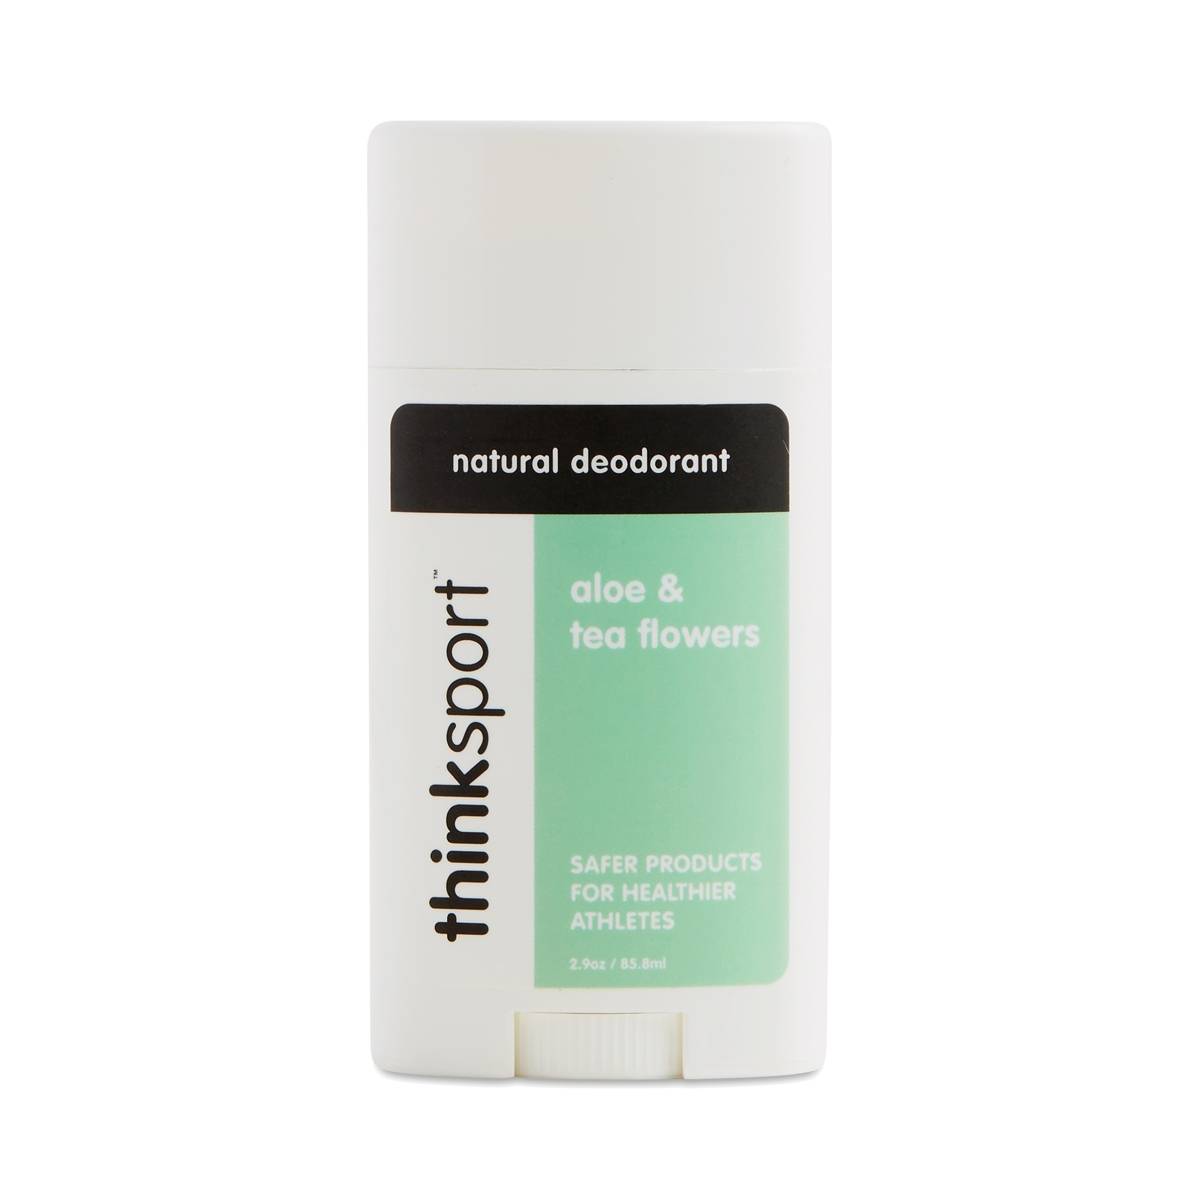 natural deodorant
thinksport™
aloe &
tea flowers
SAFER PRODUCTS
FOR HEALTHIER
ATHLETES
2.9oz / 85.8ml